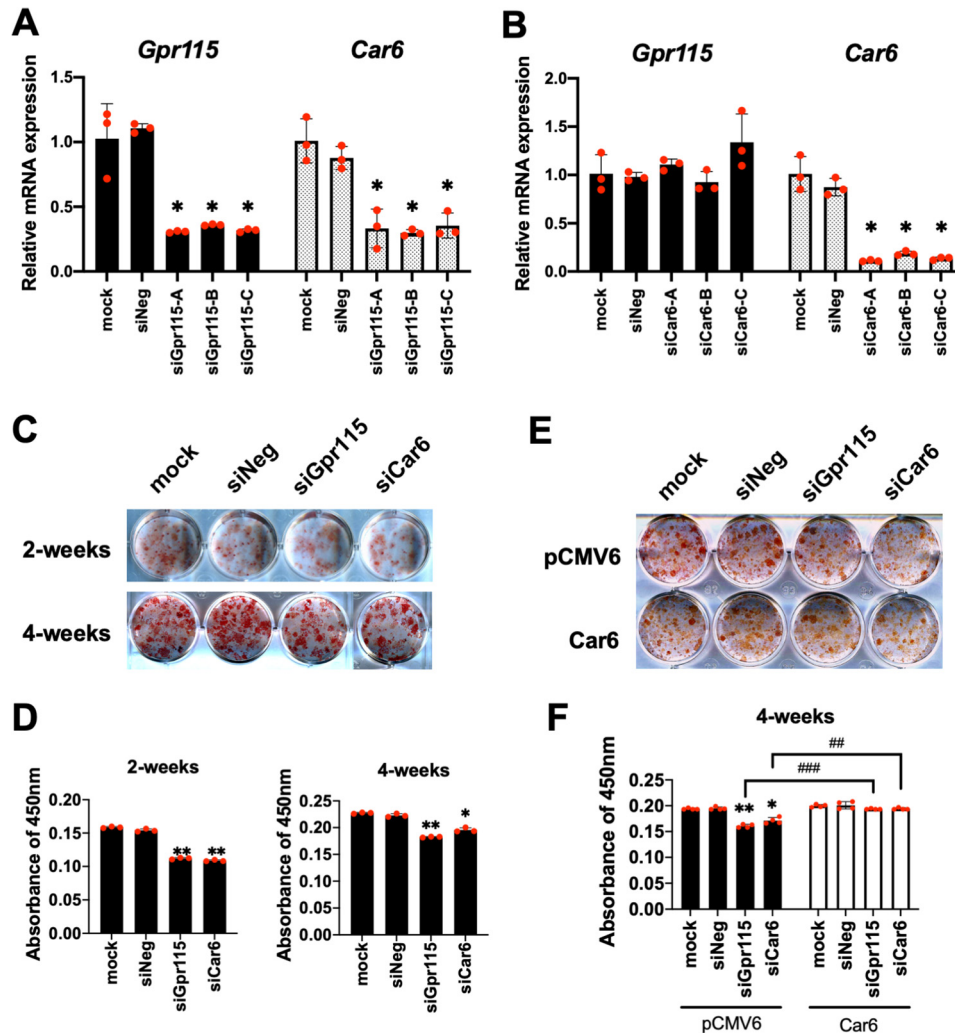 A
Gpr115
Car6
Relative mRNA expression
1.5
1.0
0.5
0.0
* * * * * *
mock
siNeg
siGpr115-A
siGpr115-B
siGpr115-C
mock
siNeg
siGpr115-A
siGpr115-B
siGpr115-C
B
Gpr115
Car6
Relative mRNA expression
2.0
1.5
1.0
0.5
0.0
* * *
mock
siNeg
siCar6-A
siCar6-B
siCar6-C
mock
siNeg
siCar6-A
siCar6-B
siCar6-C
C
mock
siNeg
siGpr115
siCar6
2-weeks
4-weeks
E
mock
siNeg
siGpr115
siCar6
pCMV6
Car6
D
2-weeks
Absorbance of 450nm
0.20
0.15
0.10
0.05
0.00
** **
mock
siNeg
siGpr115
siCar6
4-weeks
Absorbance of 450nm
0.25
0.20
0.15
0.10
0.05
0.00
** *
mock
siNeg
siGpr115
siCar6
F
4-weeks
##
###
Absorbance of 450nm
0.25
0.20
0.15
0.10
0.05
0.00
** *
mock
siNeg
siGpr115
siCar6
mock
siNeg
siGpr115
siCar6
pCMV6
Car6